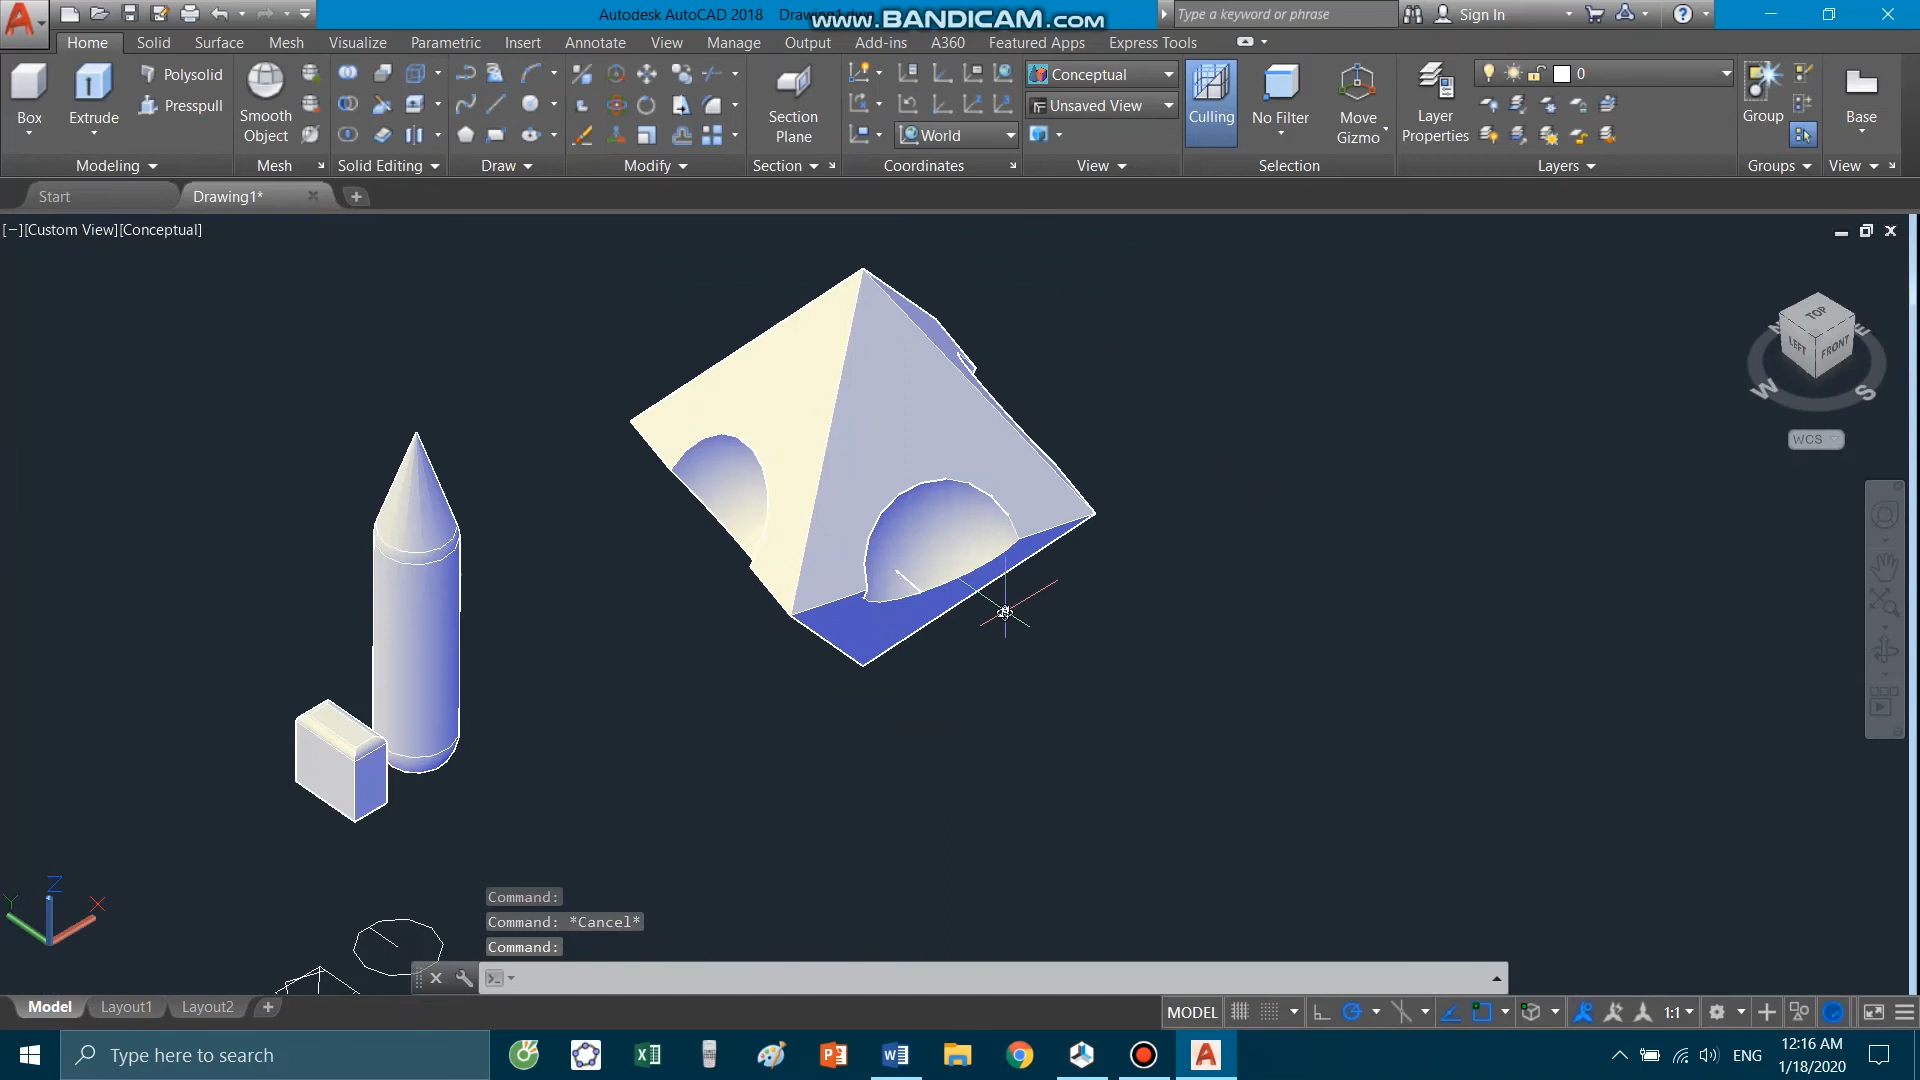 Autodesk AutoCAD 2018 Drawing1.dwg
www.BANDICAM.com
Type a keyword or phrase
Sign In
Home Solid Surface Mesh Visualize Parametric Insert Annotate View Manage Output Add-ins A360 Featured Apps Express Tools
Box
Extrude
Polysolid
Presspull
Smooth
Object
Section
Plane
World
Conceptual
Unsaved View
Culling
No Filter
Move
Gizmo
Layer
Properties
0
Group
Base
Modeling Mesh Solid Editing Draw Modify Section Coordinates View Selection Layers Groups View
Start
Drawing1*
[−][Custom View][Conceptual]
TOP
LEFT
FRONT
N
E
W
S
WCS
Z
Y
X
Command:
Command: *Cancel*
Command:
Model Layout1 Layout2
MODEL
1:1
Type here to search
ENG
12:16 AM
1/18/2020